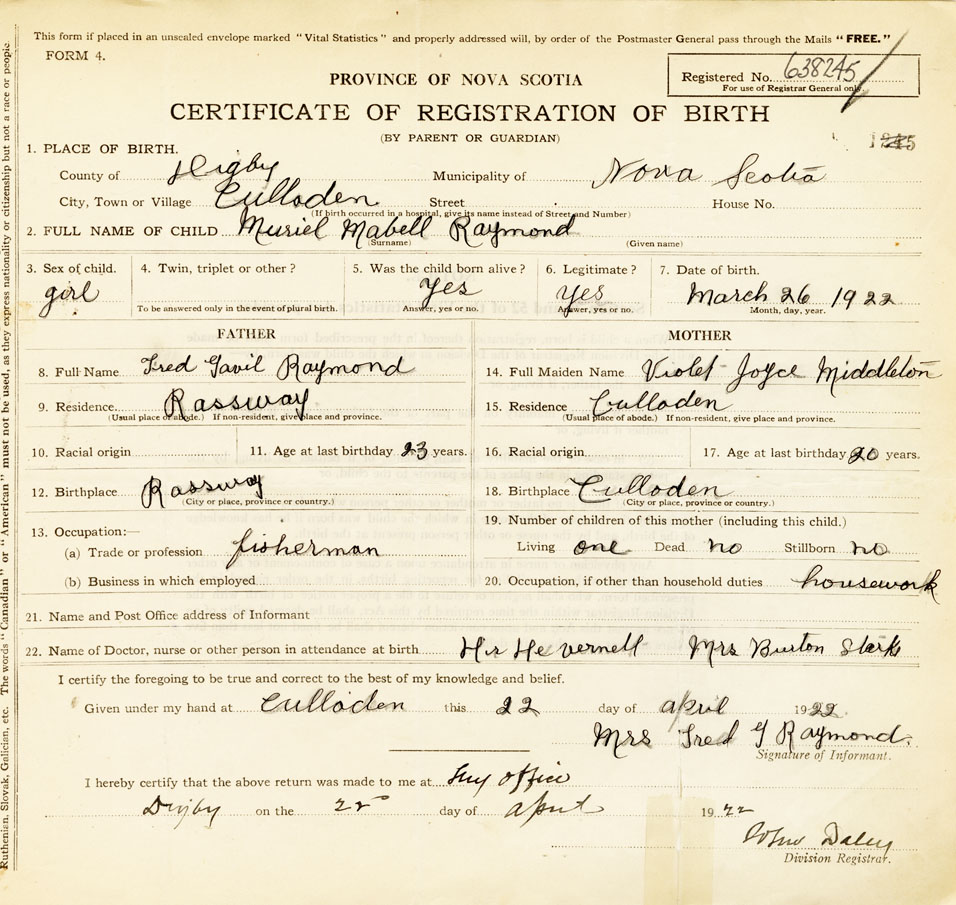 This form if placed in an unsealed envelope marked "Vital Statistics" and properly addressed will, by order of the Postmaster General pass through the Mails "FREE."
FORM 4.
PROVINCE OF NOVA SCOTIA
Registered No. 638245
For use of Registrar General only.
CERTIFICATE OF REGISTRATION OF BIRTH
(BY PARENT OR GUARDIAN)
1. PLACE OF BIRTH.
County of Digby Municipality of Nova Scotia
City, Town or Village Culloden Street House No.
(If birth occurred in a hospital, give its name instead of Street and Number)
2. FULL NAME OF CHILD Muriel Mabell Raymond
(Surname) (Given name)
3. Sex of child. 4. Twin, triplet or other? 5. Was the child born alive? 6. Legitimate? 7. Date of birth.
girl Yes Yes March 26 1922
To be answered only in the event of plural birth. Answer, yes or no. Answer, yes or no. Month, day, year.
FATHER MOTHER
8. Full Name Fred Gavil Raymond 14. Full Maiden Name Violet Joyce Middleton
9. Residence Rassway 15. Residence Culloden
(Usual place of abode.) If non-resident, give place and province. (Usual place of abode.) If non-resident, give place and province.
10. Racial origin 11. Age at last birthday 23 years. 16. Racial origin 17. Age at last birthday 20 years.
12. Birthplace Rassway 18. Birthplace Culloden
(City or place, province or country.) (City or place, province or country.)
13. Occupation:— 19. Number of children of this mother (including this child.)
(a) Trade or profession fisherman Living one Dead no Stillborn no
(b) Business in which employed 20. Occupation, if other than household duties housework
21. Name and Post Office address of Informant
22. Name of Doctor, nurse or other person in attendance at birth Mrs Burton
I certify the foregoing to be true and correct to the best of my knowledge and belief.
Given under my hand at Culloden this 22 day of april 1922.
Mrs Fred G Raymond.
Signature of Informant.
I hereby certify that the above return was made to me at my office
Digby on the 22 day of april 1922
Daley
Division Registrar.
Ruthenian, Slovak, Galician, etc. The words "Canadian" or "American" must not be used, as they express nationality or citizenship but not a race or people.